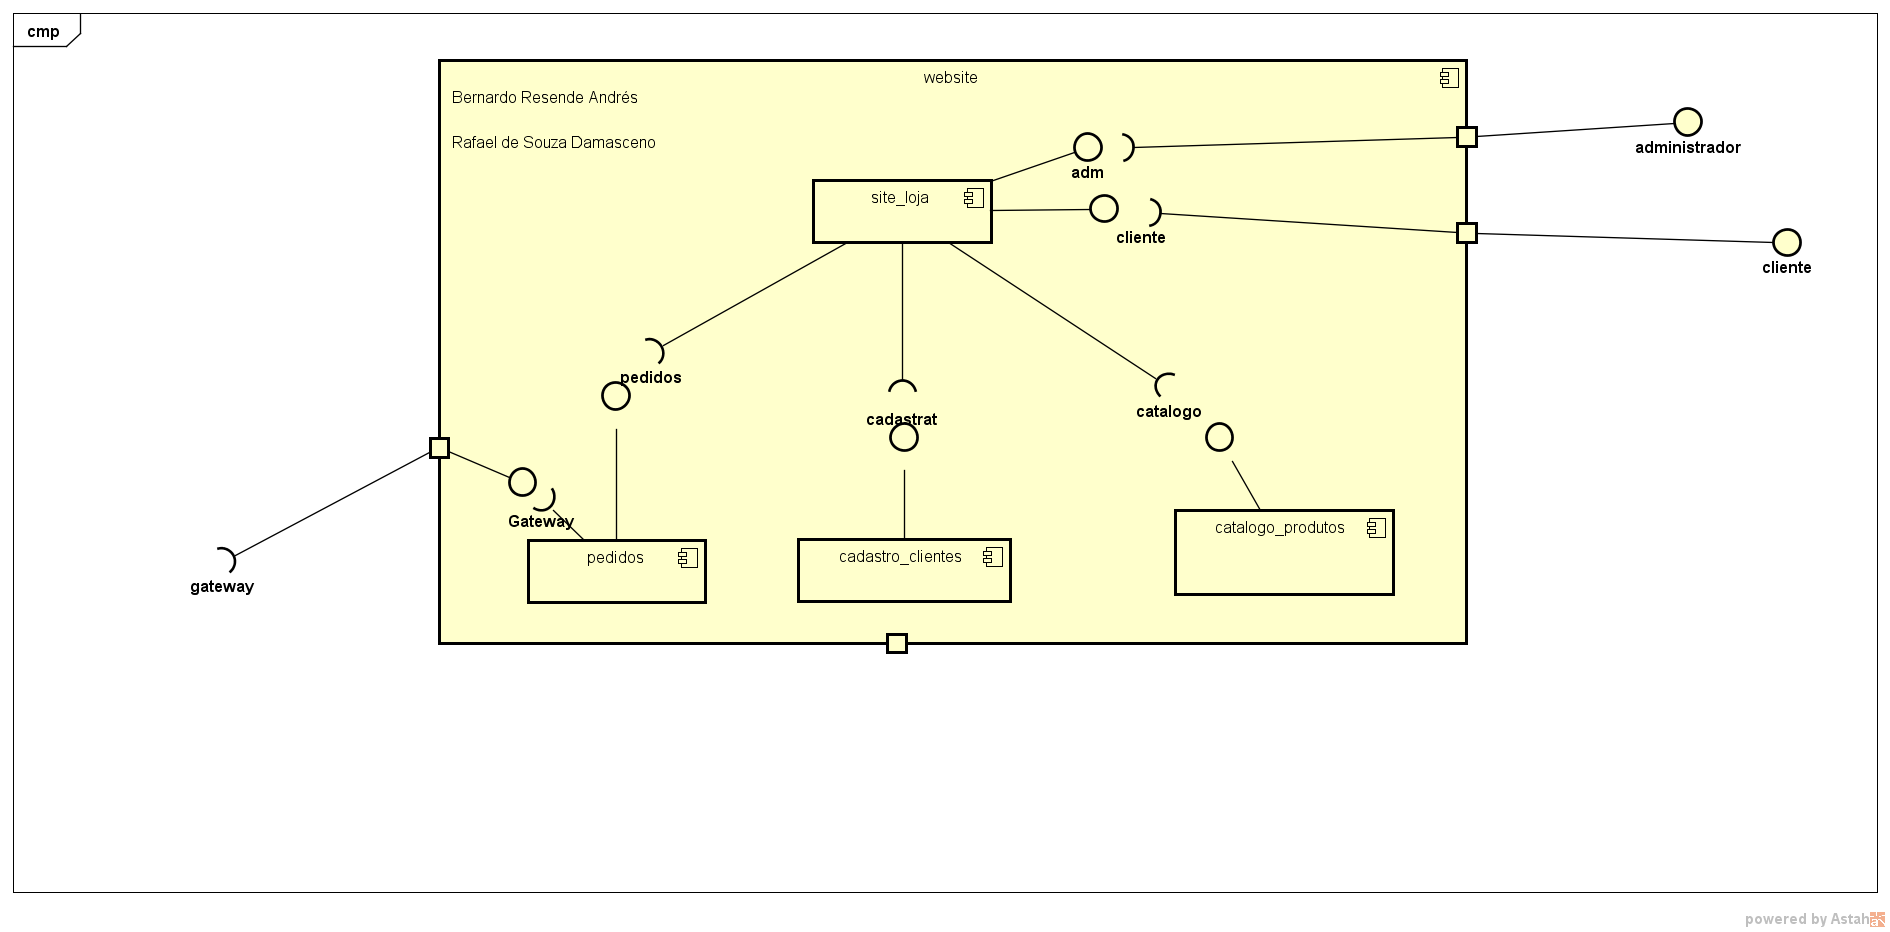 cmp
website
Bernardo Resende Andrés
Rafael de Souza Damasceno
adm
administrador
site_loja
cliente
cliente
pedidos
cadastrat
catalogo
Gateway
gateway
pedidos
cadastro_clientes
catalogo_produtos
powered by Astah